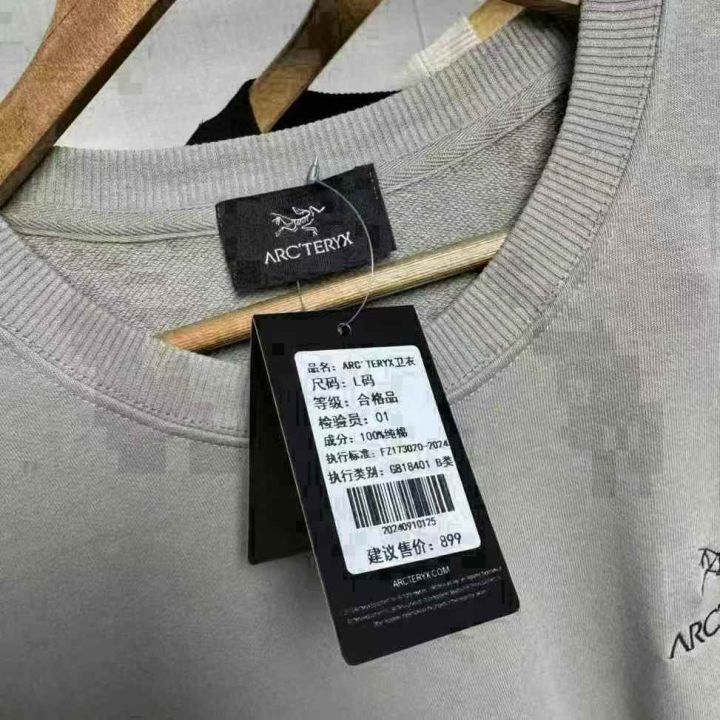 ARC'TERYX
品名：ARC'TERYX卫衣
尺码：L码
等级：合格品
检验员：01
成分：100%纯棉
执行标准：FZ173020-2024
执行类别：GB18401 B类
20240910125
建议售价：899
ARCTERYX.COM
ARC